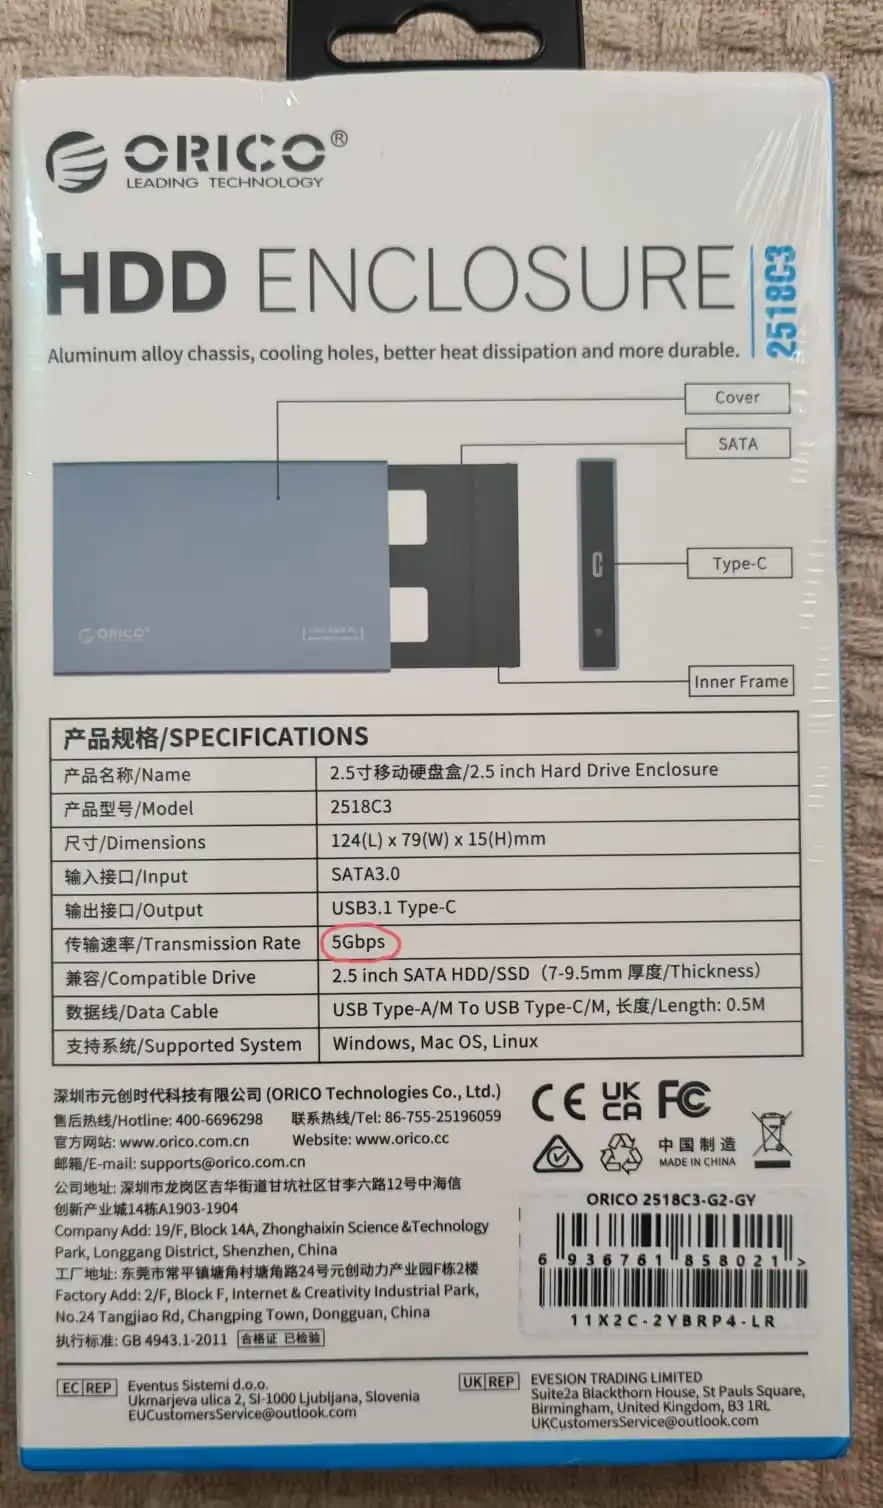 ORICO®
LEADING TECHNOLOGY
HDD ENCLOSURE
2518C3
Aluminum alloy chassis, cooling holes, better heat dissipation and more durable.
Cover
SATA
Type-C
ORICO
Inner Frame
产品规格/SPECIFICATIONS
产品名称/Name 2.5寸移动硬盘盒/2.5 inch Hard Drive Enclosure
产品型号/Model 2518C3
尺寸/Dimensions 124(L) x 79(W) x 15(H)mm
输入接口/Input SATA3.0
输出接口/Output USB3.1 Type-C
传输速率/Transmission Rate 5Gbps
兼容/Compatible Drive 2.5 inch SATA HDD/SSD（7-9.5mm 厚度/Thickness）
数据线/Data Cable USB Type-A/M To USB Type-C/M, 长度/Length: 0.5M
支持系统/Supported System Windows, Mac OS, Linux
深圳市元创时代科技有限公司 (ORICO Technologies Co., Ltd.)
售后热线/Hotline: 400-6696298 联系热线/Tel: 86-755-25196059
官方网站: www.orico.com.cn Website: www.orico.cc
邮箱/E-mail: supports@orico.com.cn
公司地址: 深圳市龙岗区吉华街道甘坑社区甘李六路12号中海信
创新产业城14栋A1903-1904
Company Add: 19/F, Block 14A, Zhonghaixin Science &Technology
Park, Longgang District, Shenzhen, China
工厂地址: 东莞市常平镇塘角村塘角路24号元创动力产业园F栋2楼
Factory Add: 2/F, Block F, Internet & Creativity Industrial Park,
No.24 Tangjiao Rd, Changping Town, Dongguan, China
执行标准: GB 4943.1-2011 合格证 已检验
CE UK CA FC
中国制造
MADE IN CHINA
ORICO 2518C3-G2-GY
6 936761 858021 >
11X2C-2YBRP4-LR
EC REP Eventus Sistemi d.o.o.
Ukmarjeva ulica 2, SI-1000 Ljubljana, Slovenia
EUCustomersService@outlook.com
UK REP EVESION TRADING LIMITED
Suite2a Blackthorn House, St Pauls Square,
Birmingham, United Kingdom, B3 1RL
UKCustomersService@outlook.com